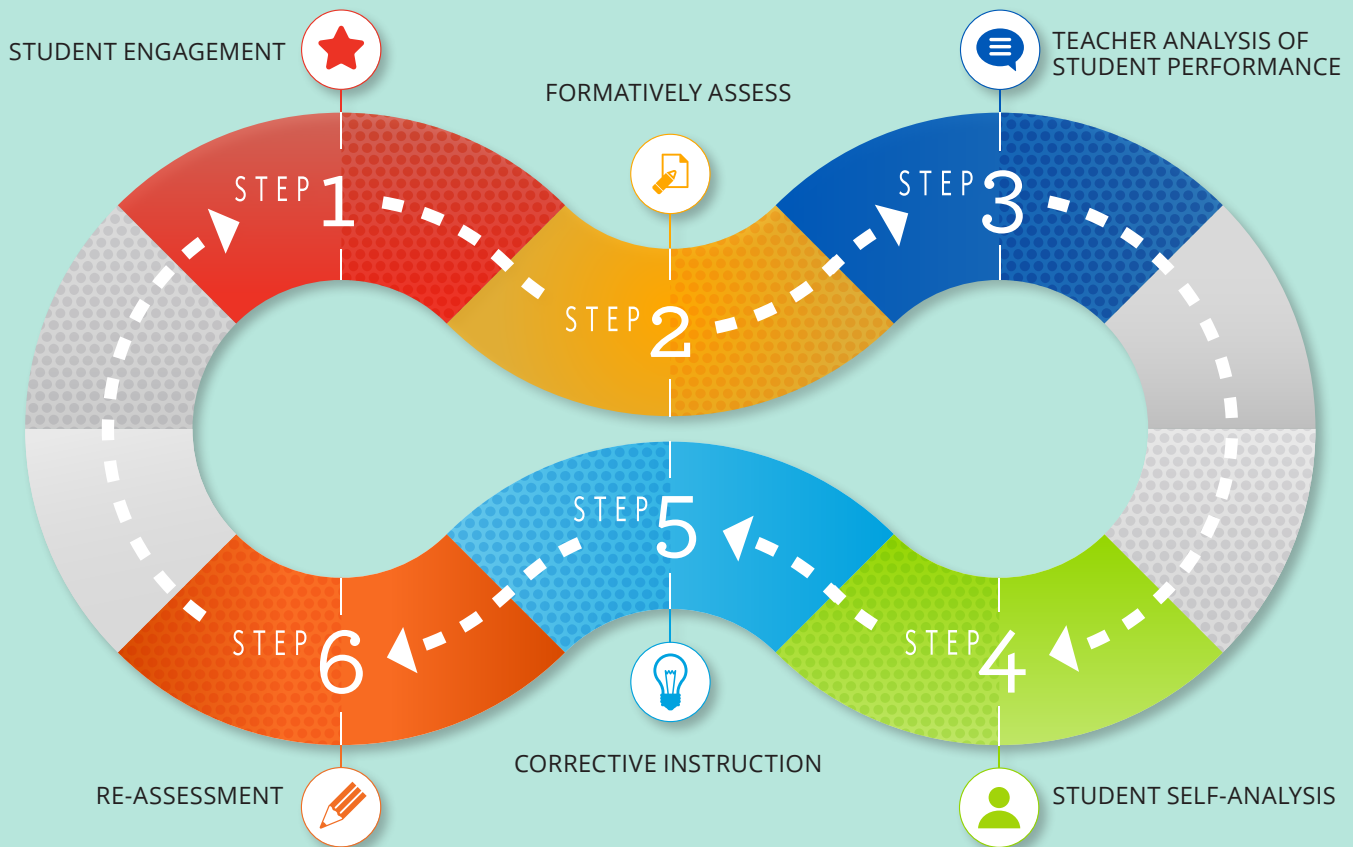 STUDENT ENGAGEMENT
STEP 1
FORMATIVELY ASSESS
STEP 2
TEACHER ANALYSIS OF
STUDENT PERFORMANCE
STEP 3
STEP 4
STUDENT SELF-ANALYSIS
STEP 5
CORRECTIVE INSTRUCTION
STEP 6
RE-ASSESSMENT